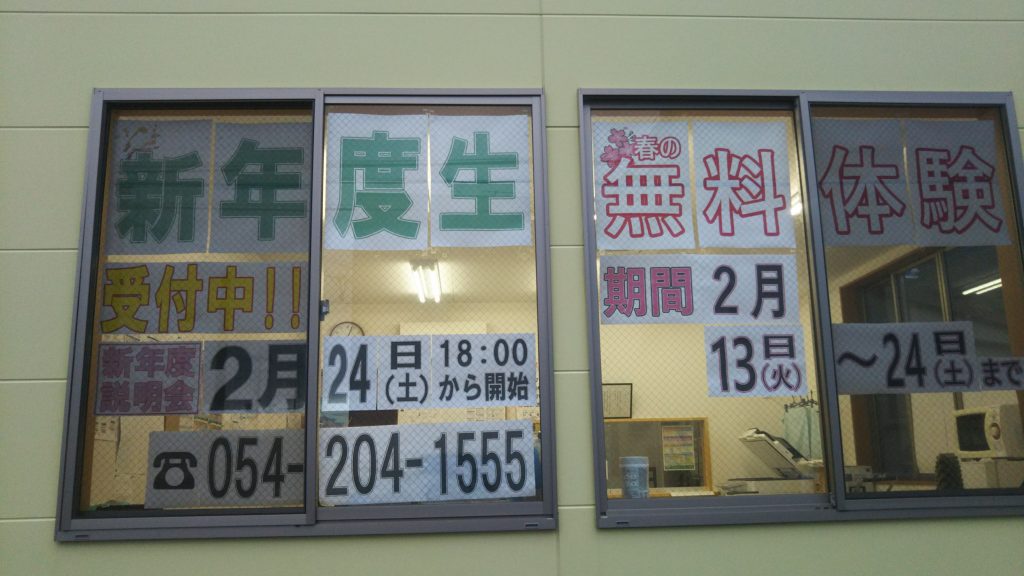 新年度生
受付中!!
新年度
説明会
2月24日(土)
18:00
から開始
☎054-204-1555
春の
無料体験
期間2月
13日(火)~24日(土)まで